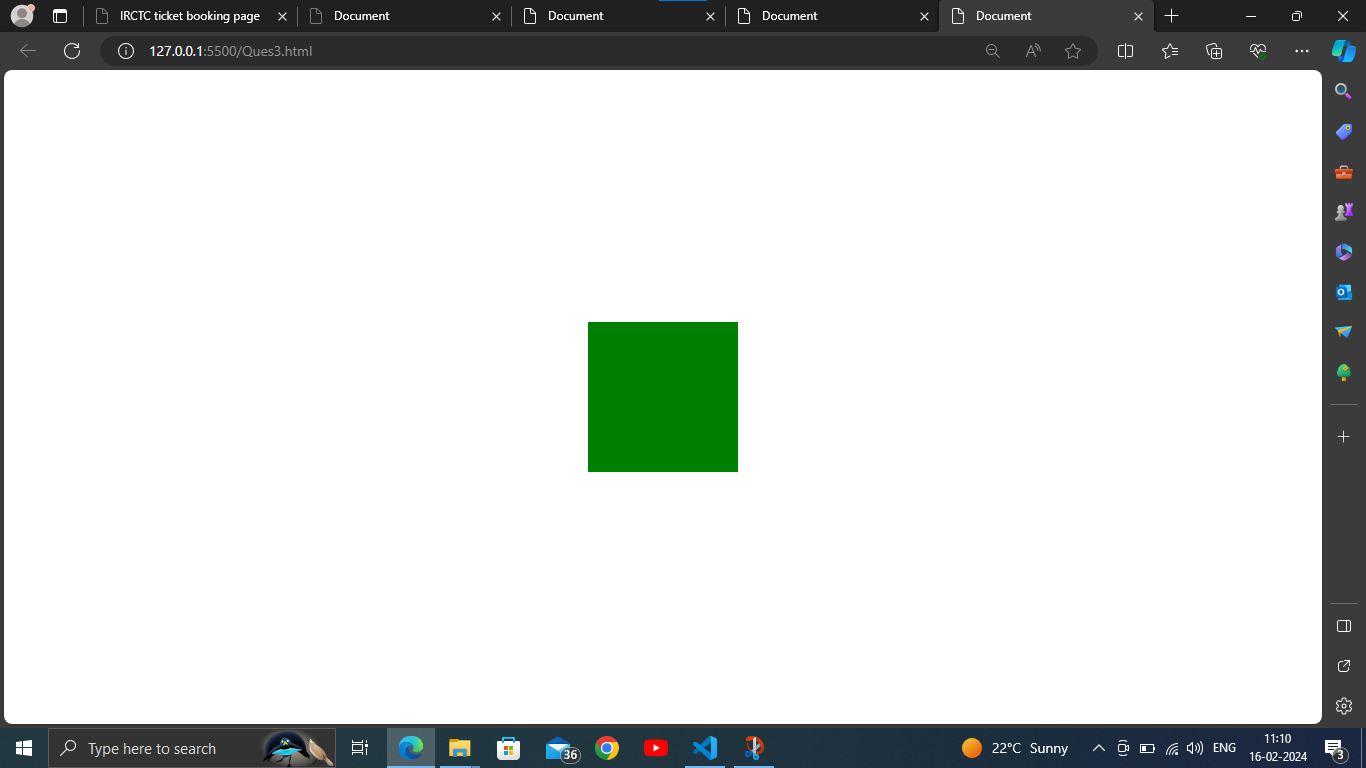 IRCTC ticket booking page
Document
Document
Document
Document
127.0.0.1:5500/Ques3.html
Type here to search
36
22°C Sunny
ENG
11:10
16-02-2024
3